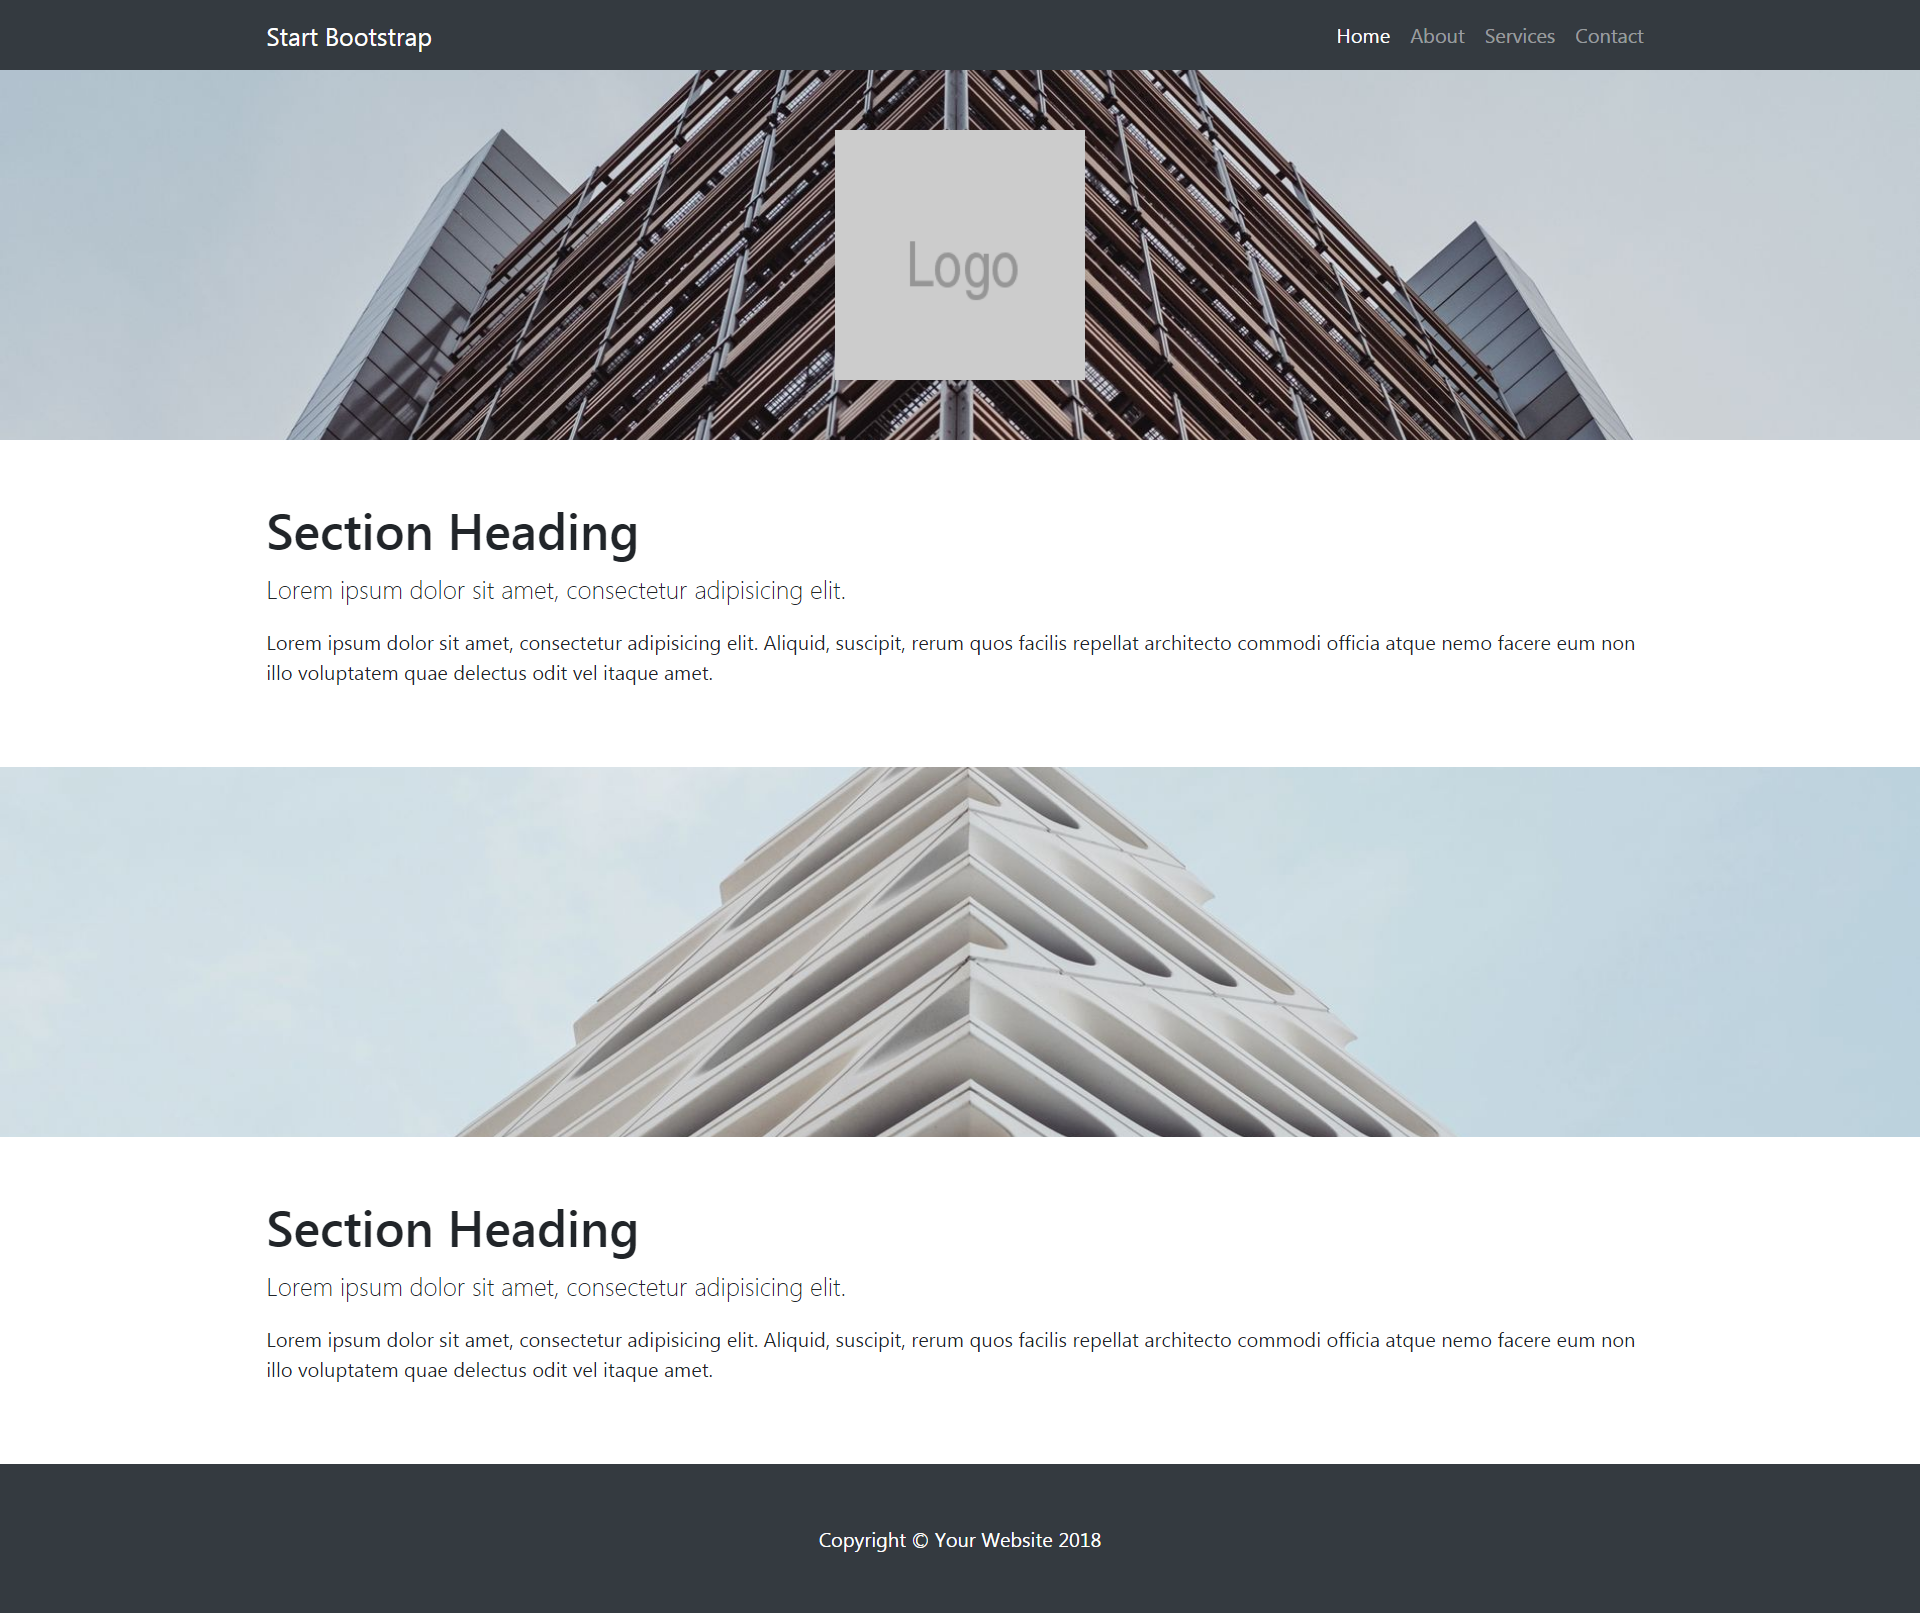 Start Bootstrap
Home About Services Contact
Logo
Section Heading
Lorem ipsum dolor sit amet, consectetur adipisicing elit.
Lorem ipsum dolor sit amet, consectetur adipisicing elit. Aliquid, suscipit, rerum quos facilis repellat architecto commodi officia atque nemo facere eum non
illo voluptatem quae delectus odit vel itaque amet.
Section Heading
Lorem ipsum dolor sit amet, consectetur adipisicing elit.
Lorem ipsum dolor sit amet, consectetur adipisicing elit. Aliquid, suscipit, rerum quos facilis repellat architecto commodi officia atque nemo facere eum non
illo voluptatem quae delectus odit vel itaque amet.
Copyright © Your Website 2018